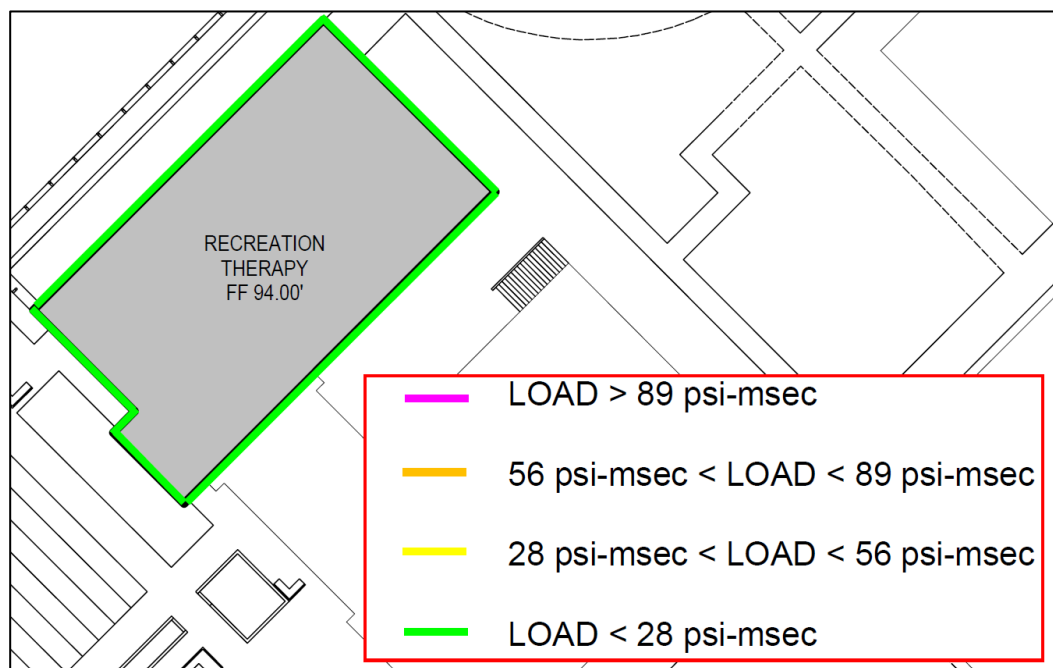 RECREATION
THERAPY
FF 94.00'
LOAD > 89 psi-msec
56 psi-msec < LOAD < 89 psi-msec
28 psi-msec < LOAD < 56 psi-msec
LOAD < 28 psi-msec